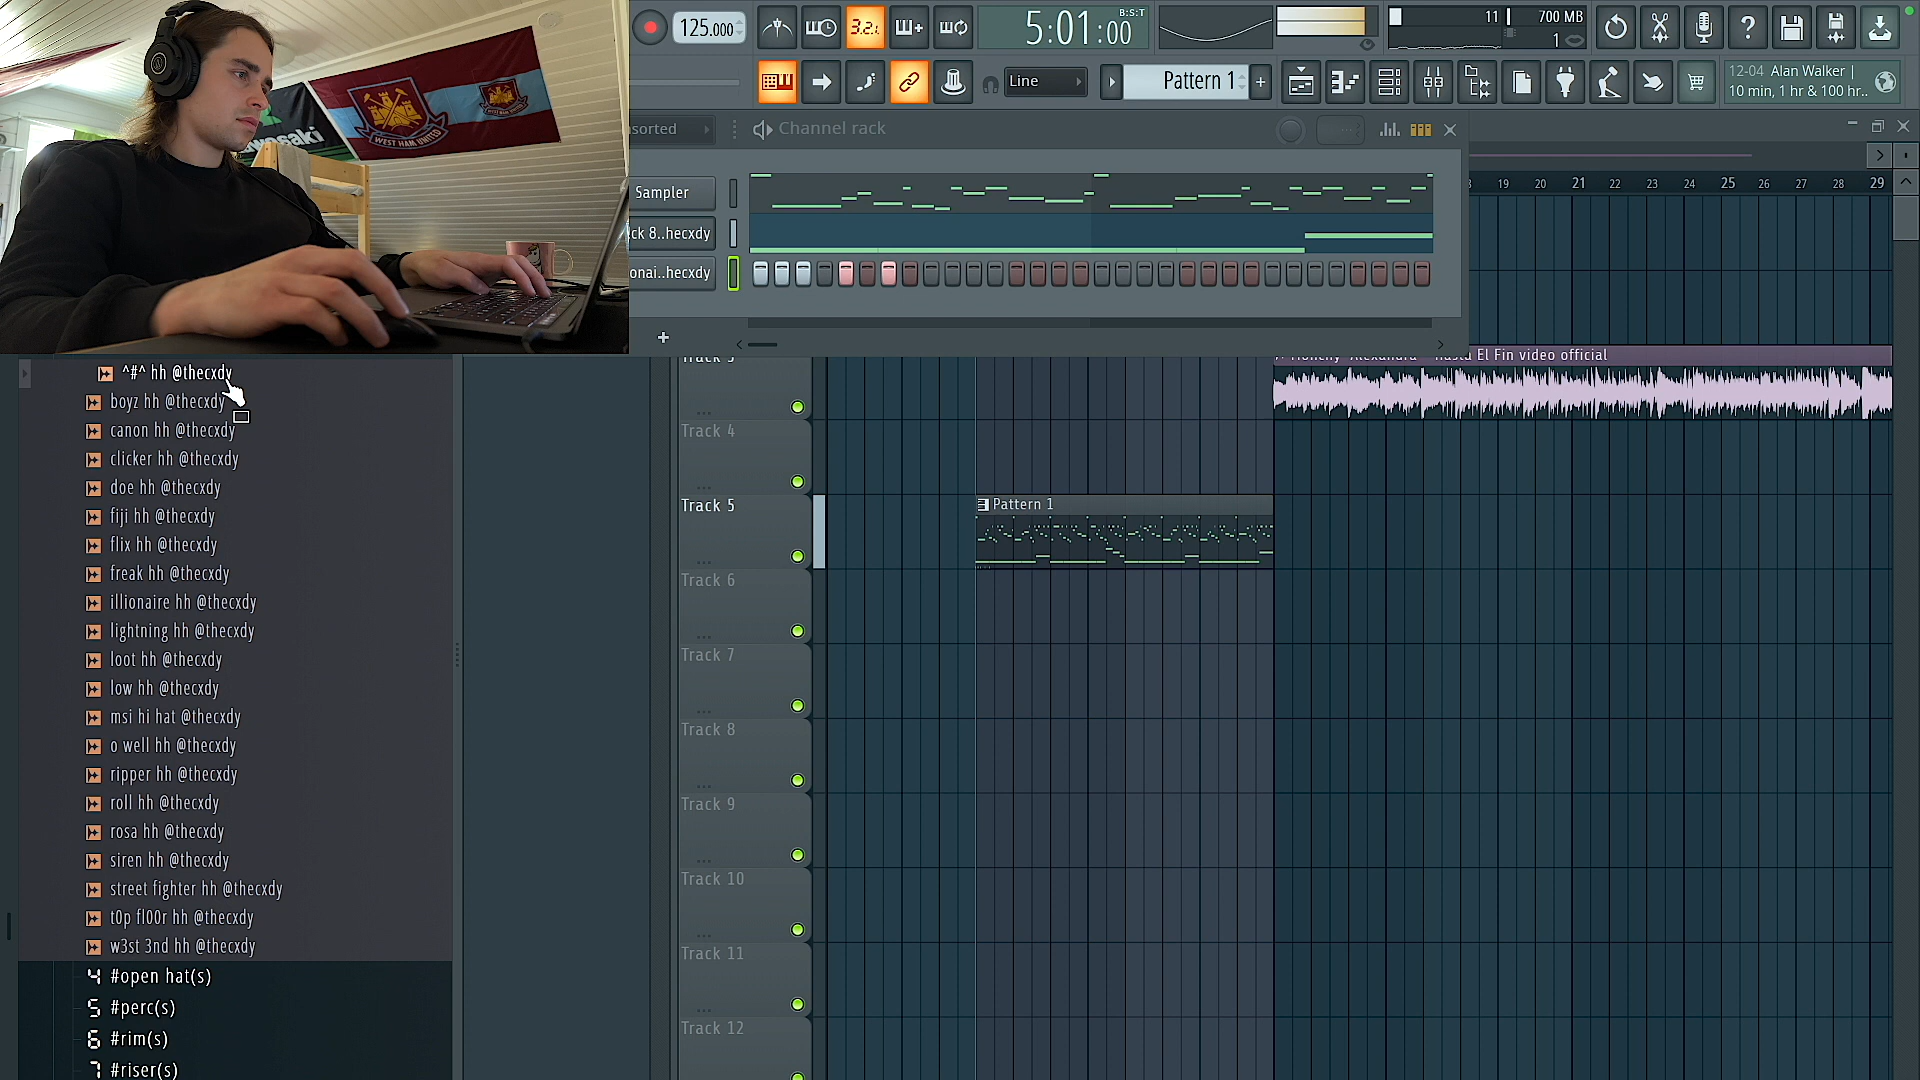 125.000
3.2.
5:01:00
B:S:T
11
700 MB
1
Line
Pattern 1
12-04 Alan Walker |
10 min, 1 hr & 100 hr..
Channel rack
Sampler
WEST HAM UNITED
19 20 21 22 23 24 25 26 27 28 29
El Fin video official
^#^ hh @thecxdy
boyz hh @thecxdy
canon hh @thecxdy
clicker hh @thecxdy
doe hh @thecxdy
fiji hh @thecxdy
flix hh @thecxdy
freak hh @thecxdy
illionaire hh @thecxdy
lightning hh @thecxdy
loot hh @thecxdy
low hh @thecxdy
msi hi hat @thecxdy
o well hh @thecxdy
ripper hh @thecxdy
roll hh @thecxdy
rosa hh @thecxdy
siren hh @thecxdy
street fighter hh @thecxdy
t0p fl00r hh @thecxdy
w3st 3nd hh @thecxdy
4 #open hat(s)
5 #perc(s)
6 #rim(s)
7 #riser(s)
Track 4
Track 5
Pattern 1
Track 6
Track 7
Track 8
Track 9
Track 10
Track 11
Track 12